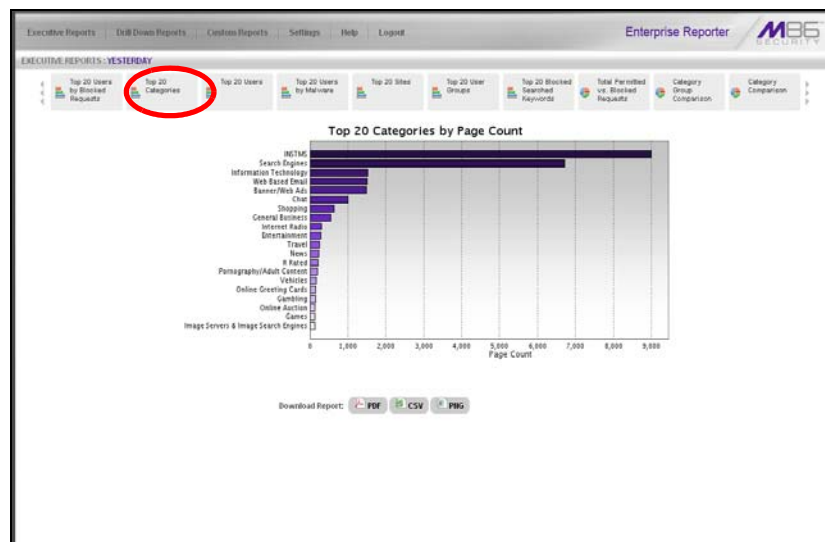 Executive Reports Drill Down Reports Custom Reports Settings Help Logout
Enterprise Reporter
M86 SECURITY
EXECUTIVE REPORTS : YESTERDAY
Top 20 Users by Blocked Requests
Top 20 Categories
Top 20 Users
Top 20 Users by Malware
Top 20 Sites
Top 20 User Groups
Top 20 Blocked Searched Keywords
Total Permitted vs. Blocked Requests
Category Group Comparison
Category Comparison
Top 20 Categories by Page Count
INSTMS
Search Engines
Information Technology
Web Based Email
Banner/Web Ads
Chat
Shopping
General Business
Internet Radio
Entertainment
Travel
News
R Rated
Pornography/Adult Content
Vehicles
Online Greeting Cards
Gambling
Online Auction
Games
Image Servers & Image Search Engines
0 1,000 2,000 3,000 4,000 5,000 6,000 7,000 8,000 9,000
Page Count
Download Report: PDF CSV PNG